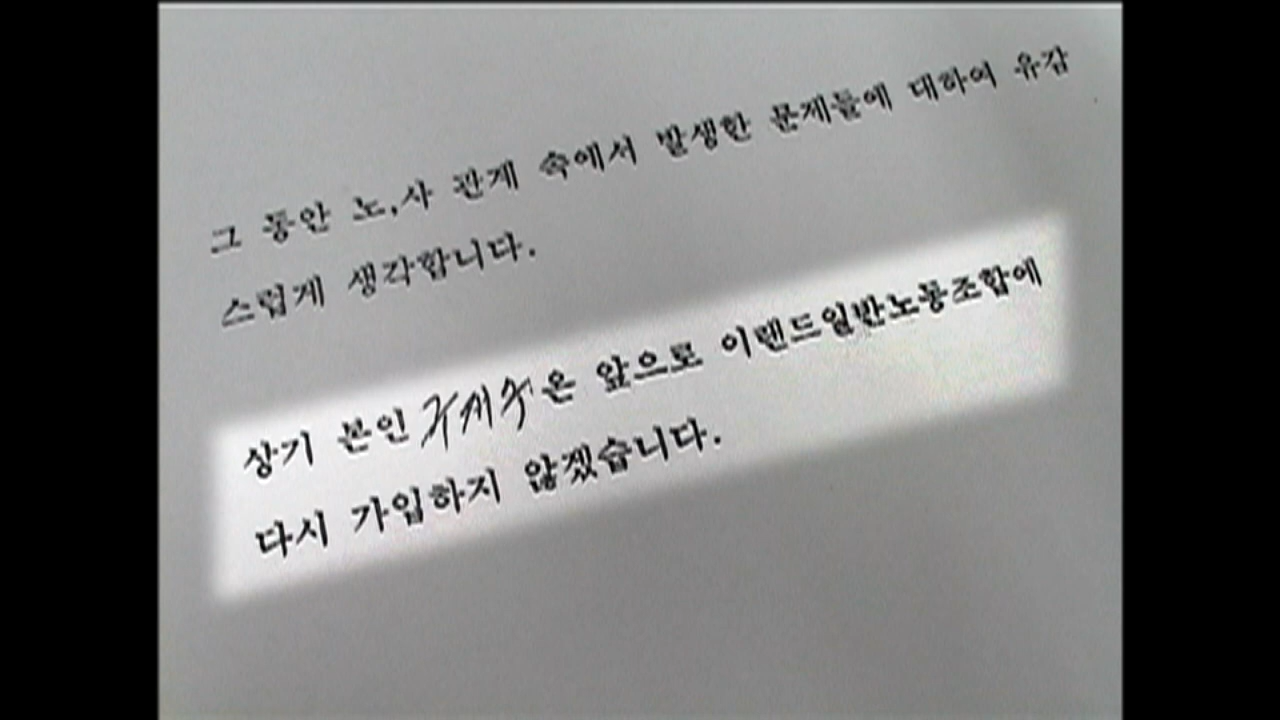 그 동안 노,사 관계 속에서 발생한 문제들에 대하여 유감
스럽게 생각합니다.
상기 본인 구재수은 앞으로 이랜드일반노동조합에
다시 가입하지 않겠습니다.